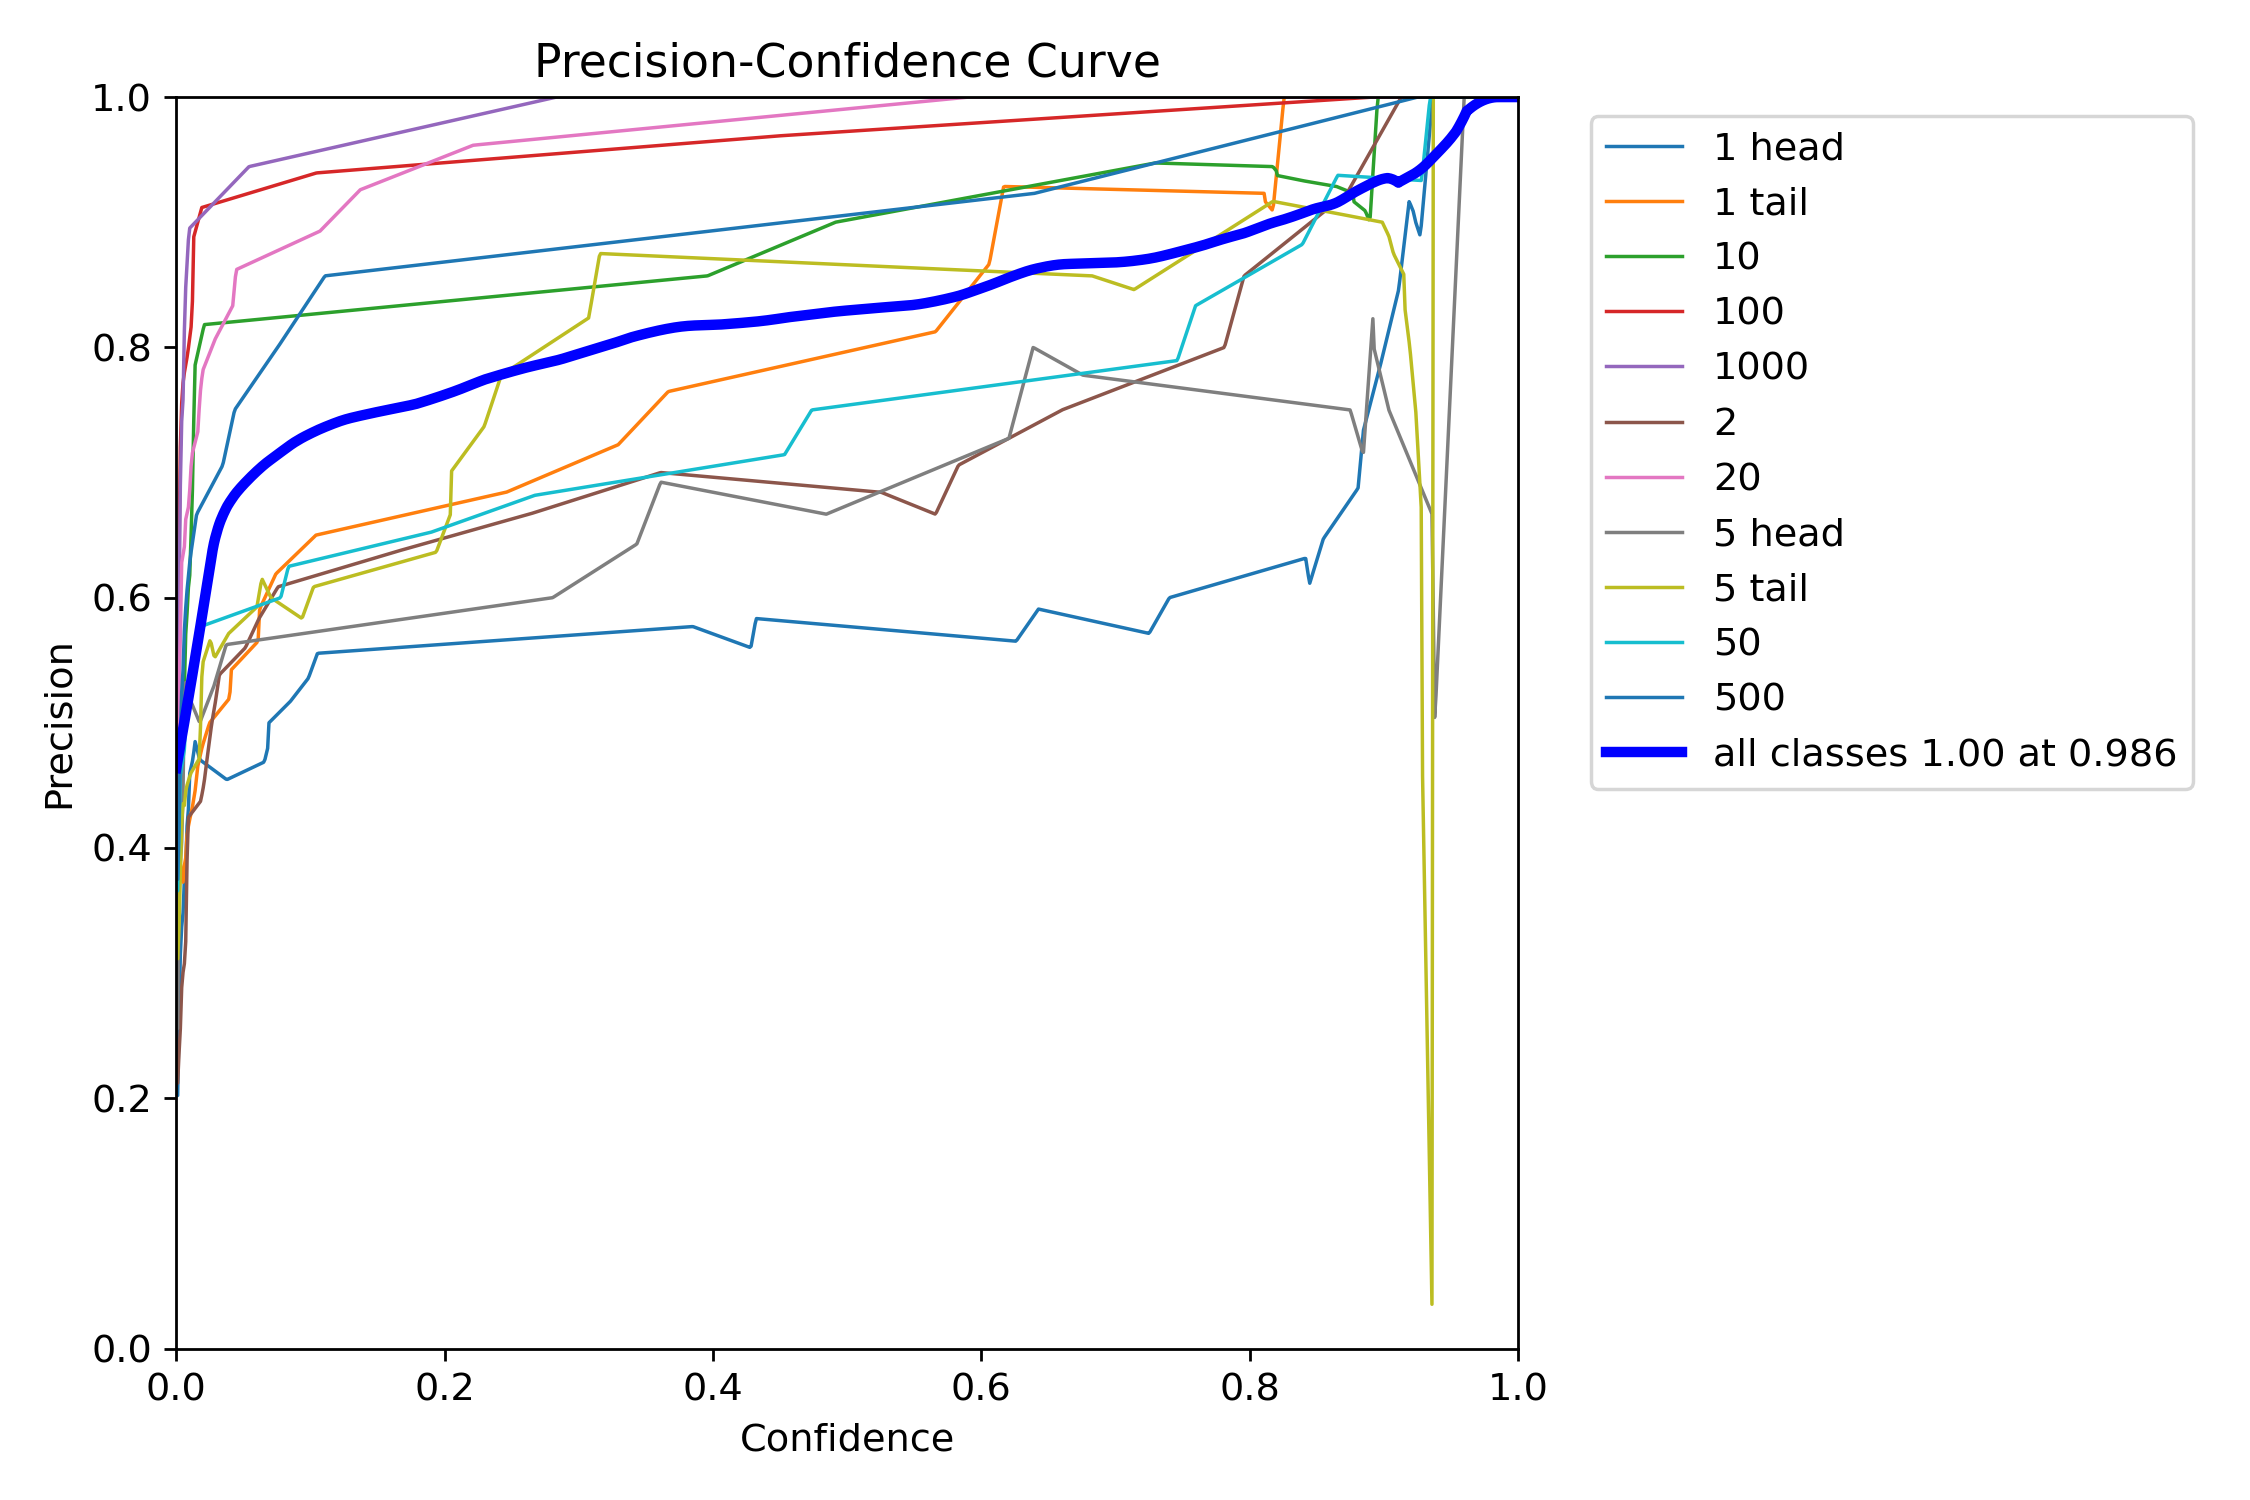 Precision-Confidence Curve
1.0
0.8
0.6
0.4
0.2
0.0
Precision
0.0 0.2 0.4 0.6 0.8 1.0
Confidence
1 head
1 tail
10
100
1000
2
20
5 head
5 tail
50
500
all classes 1.00 at 0.986